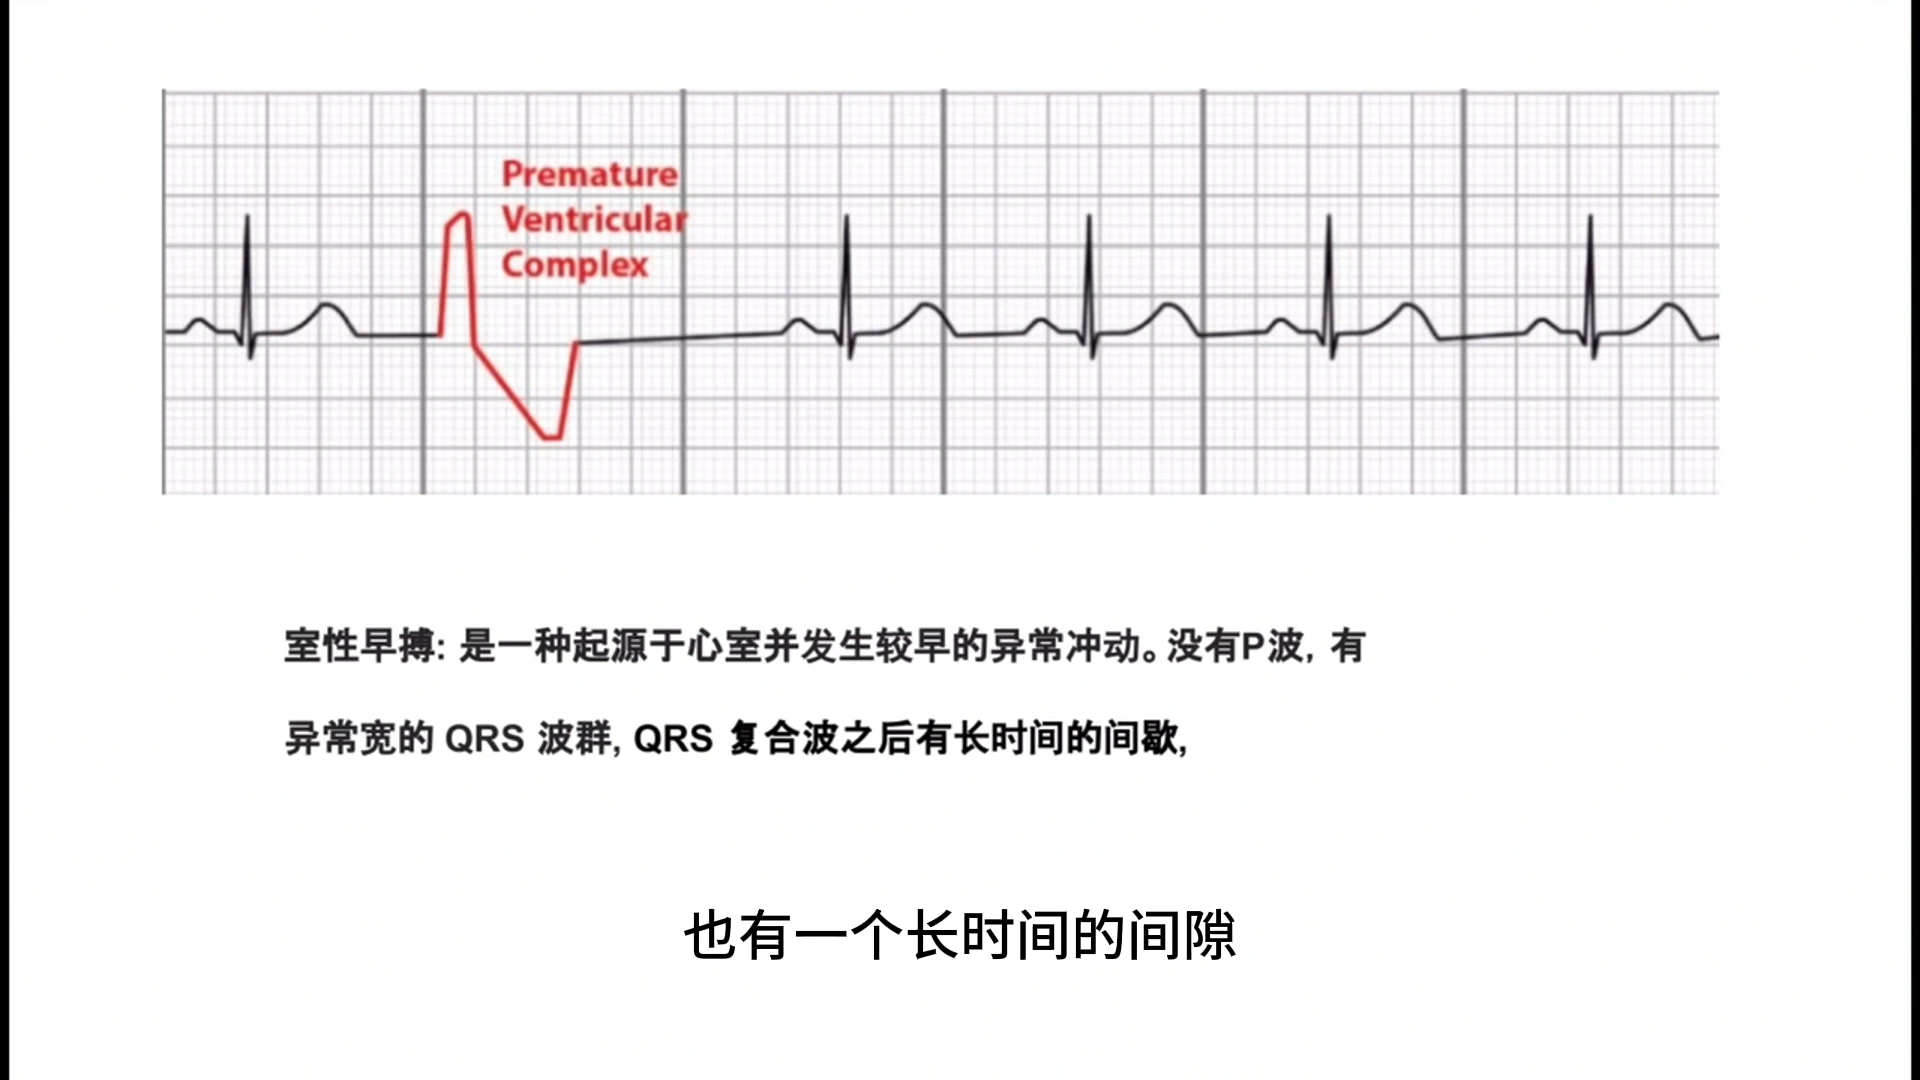 Premature
Ventricular
Complex
室性早搏: 是一种起源于心室并发生较早的异常冲动。没有P波, 有
异常宽的 QRS 波群, QRS 复合波之后有长时间的间歇,
也有一个长时间的间隙